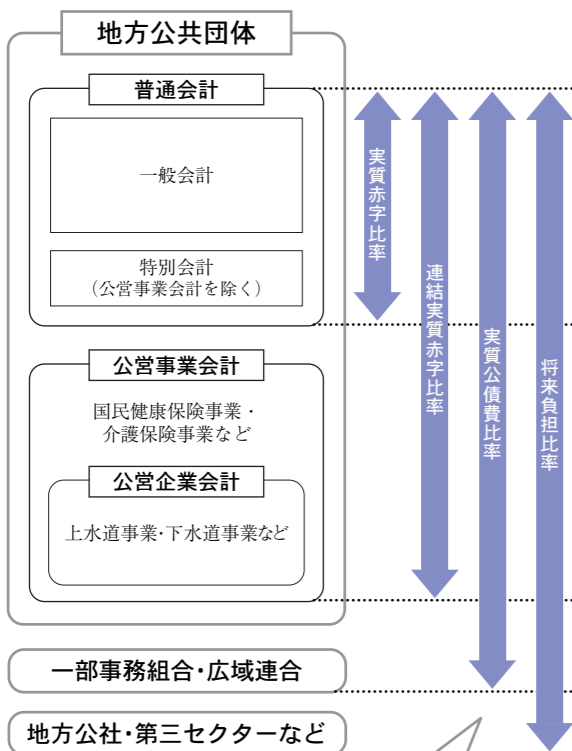 地方公共団体
普通会計
一般会計
特別会計
(公営事業会計を除く)
公営事業会計
国民健康保険事業・
介護保険事業など
公営企業会計
上水道事業・下水道事業など
一部事務組合・広域連合
地方公社・第三セクターなど
実質赤字比率
連結実質赤字比率
実質公債費比率
将来負担比率